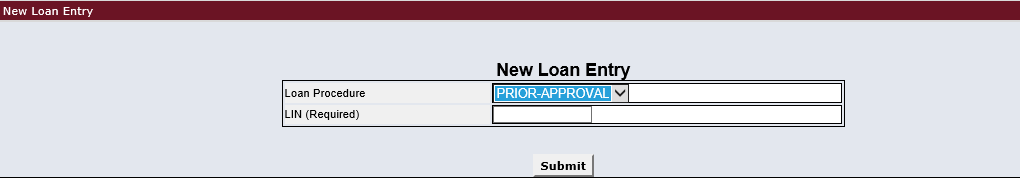 New Loan Entry
New Loan Entry
Loan Procedure PRIOR-APPROVAL
LIN (Required)
Submit